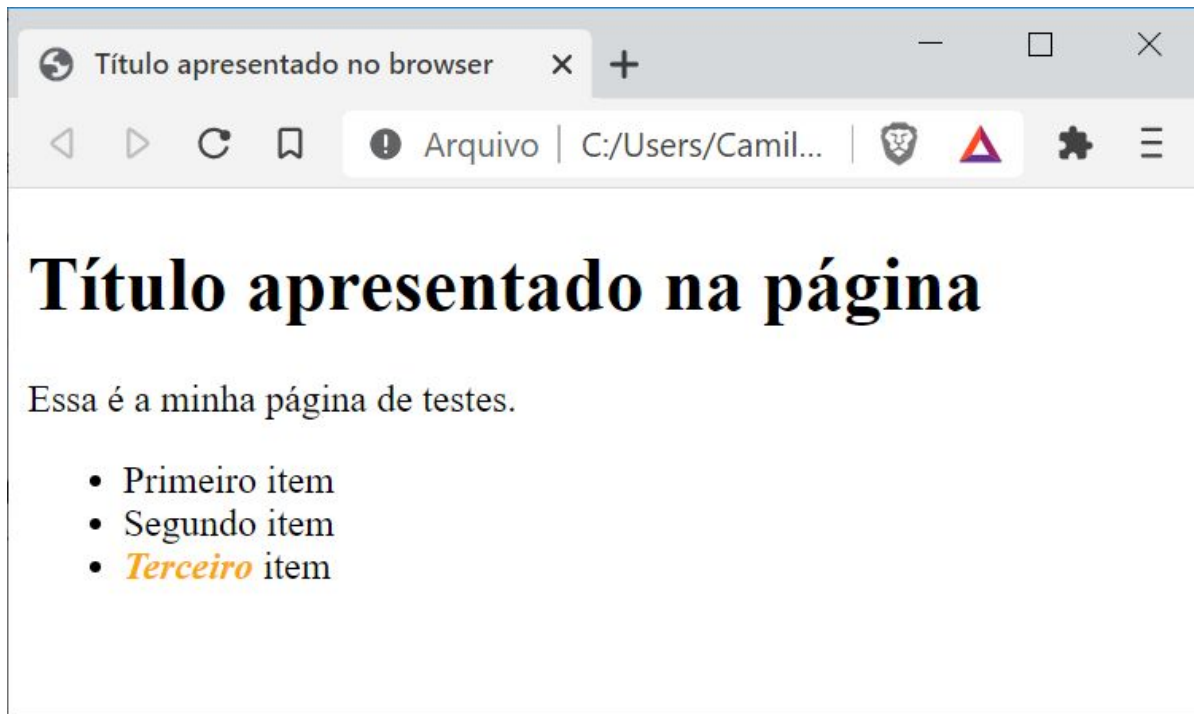 Título apresentado no browser
Arquivo | C:/Users/Camil...
Título apresentado na página
Essa é a minha página de testes.
• Primeiro item
• Segundo item
• Terceiro item